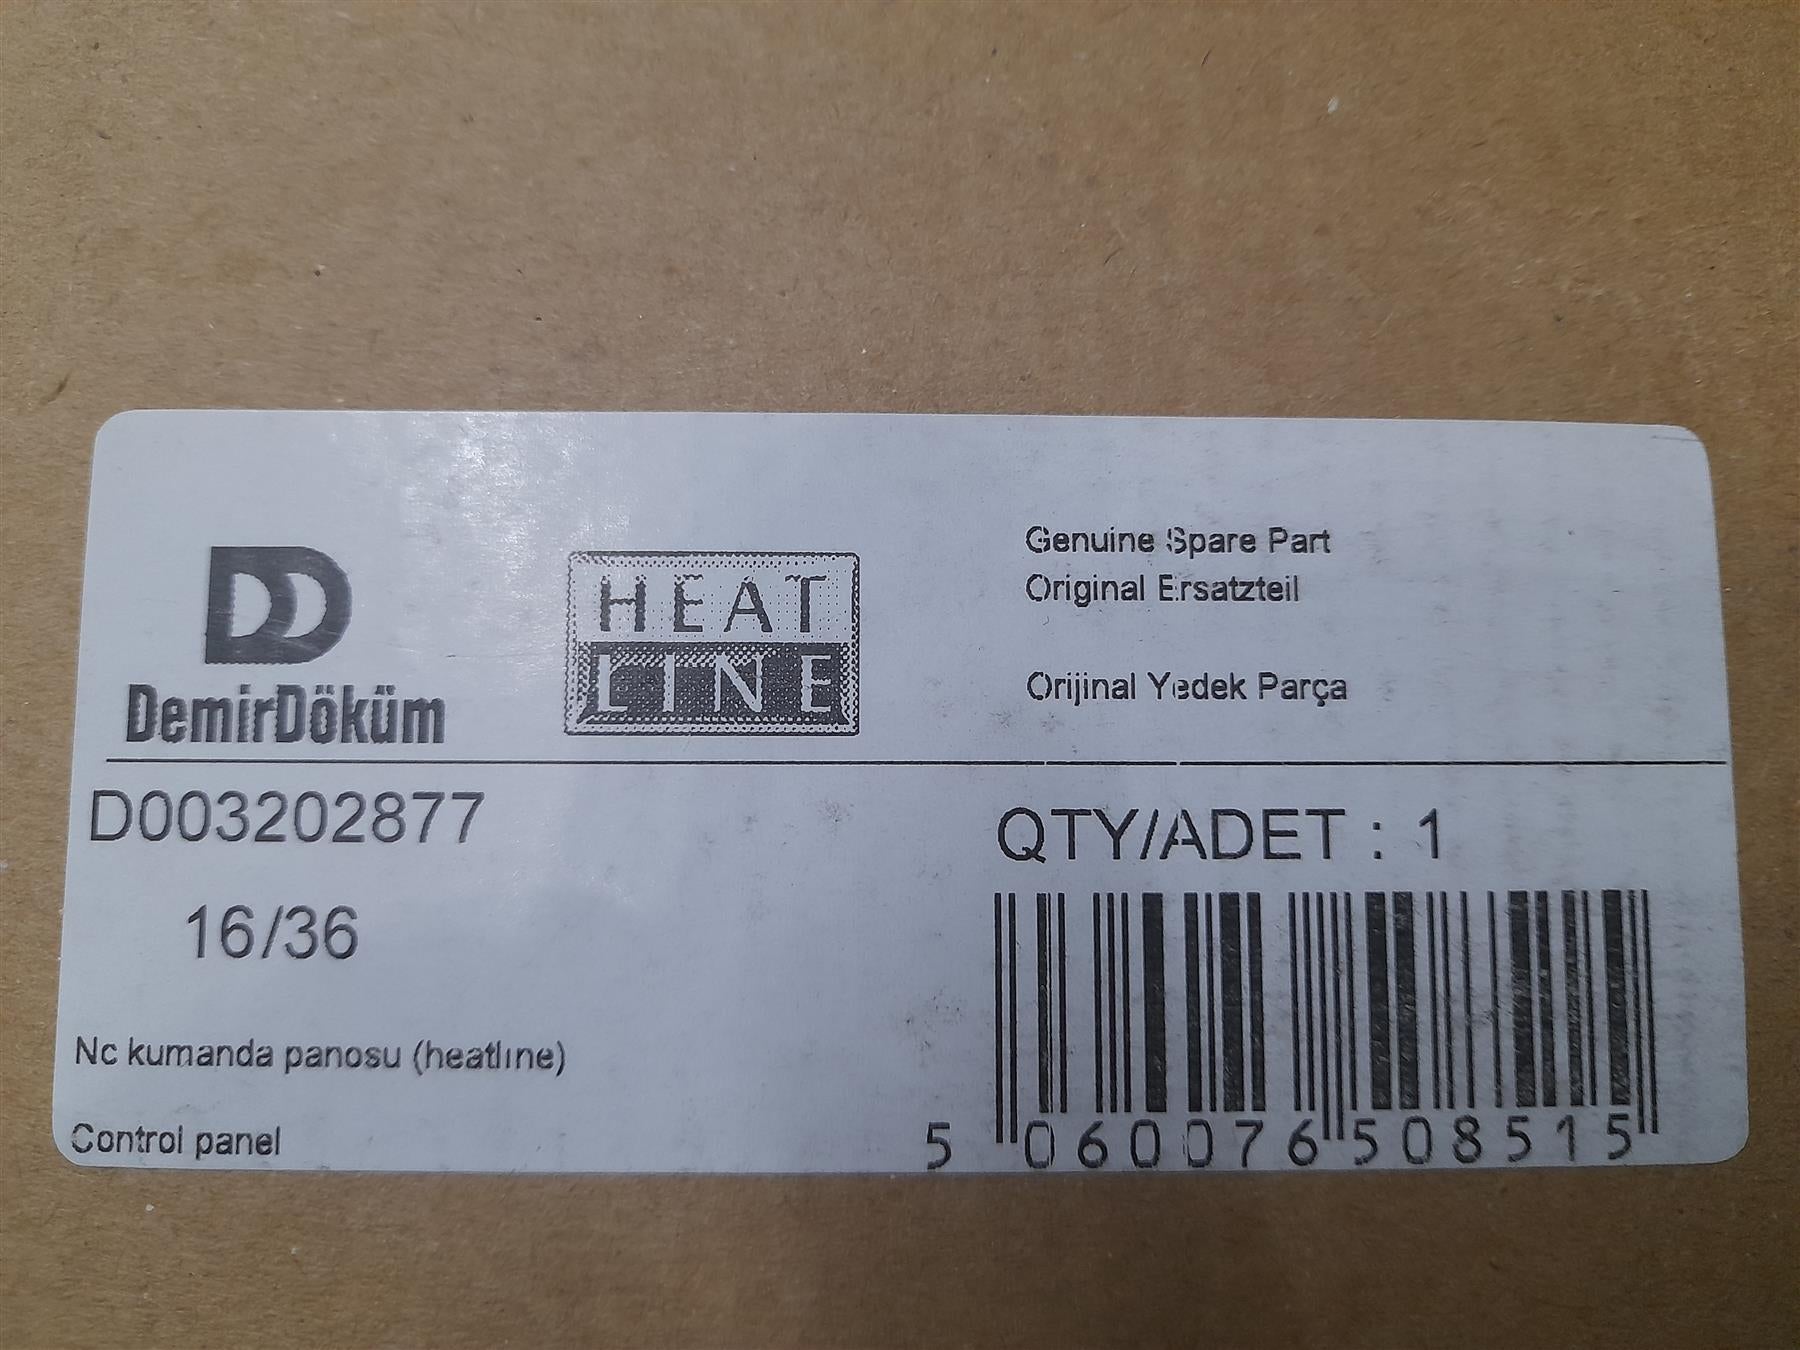 DemirDöküm
HEAT
LINE
Genuine Spare Part
Original Ersatzteil
Orijinal Yedek Parça
D003202877
QTY/ADET : 1
16/36
Nc kumanda panosu (heatlıne)
Control panel
5 060076 508515